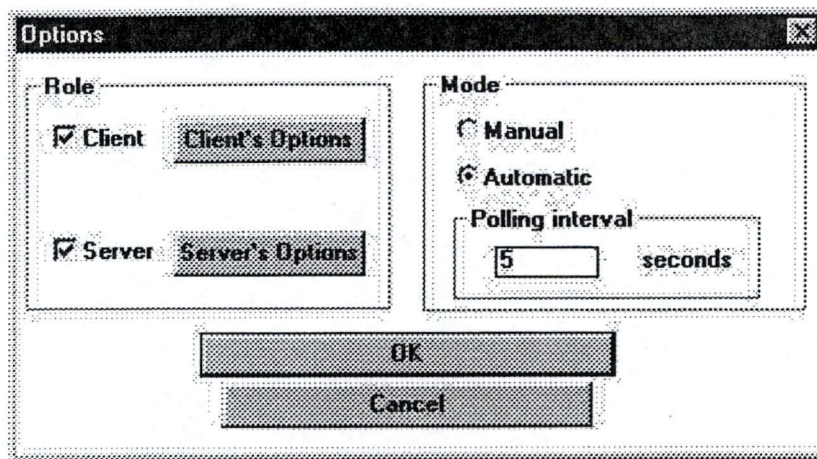 Options
Role
Client
Client's Options
Server
Server's Options
Mode
Manual
Automatic
Polling interval
5 seconds
OK
Cancel